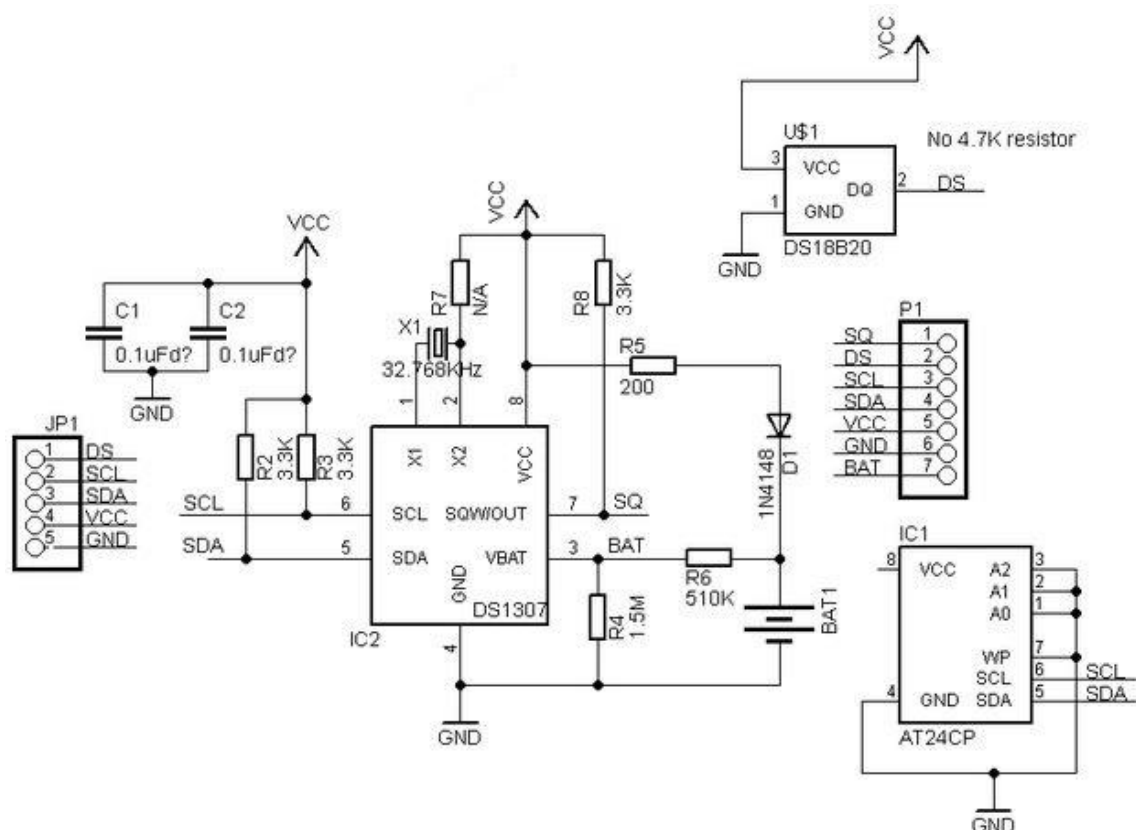 VCC
U$1
No 4.7K resistor
3
VCC
DQ
2
DS
1
GND
DS18B20
GND
VCC
C1
0.1uFd?
C2
0.1uFd?
GND
VCC
R7
N/A
R8
3.3K
X1
32.768KHz
R5
200
1N4148
D1
P1
SQ 1
DS 2
SCL 3
SDA 4
VCC 5
GND 6
BAT 7
JP1
1 DS
2 SCL
3 SDA
4 VCC
5 GND
R2
3.3K
R3
3.3K
1
2
8
X1
X2
VCC
SCL
6
SCL
SQW/OUT
7
SQ
SDA
5
SDA
VBAT
3
BAT
GND
DS1307
IC2
4
R4
1.5M
R6
510K
BAT1
GND
IC1
8
VCC
A2
3
A1
2
A0
1
WP
7
SCL
6
SCL
4
GND
SDA
5
SDA
AT24CP
GND